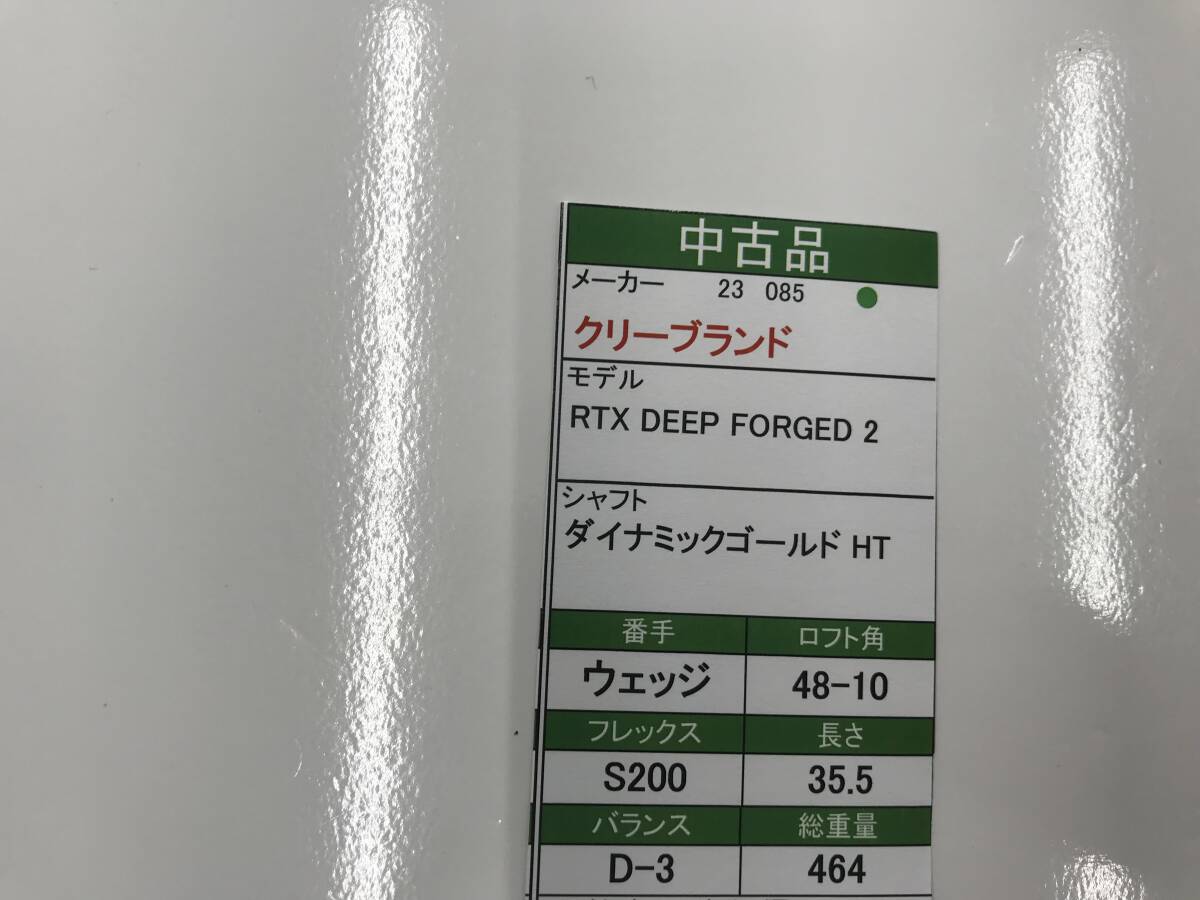 中古品
メーカー 23 085
クリーブランド
モデル
RTX DEEP FORGED 2
シャフト
ダイナミックゴールド HT
番手 ロフト角
ウェッジ 48-10
フレックス 長さ
S200 35.5
バランス 総重量
D-3 464